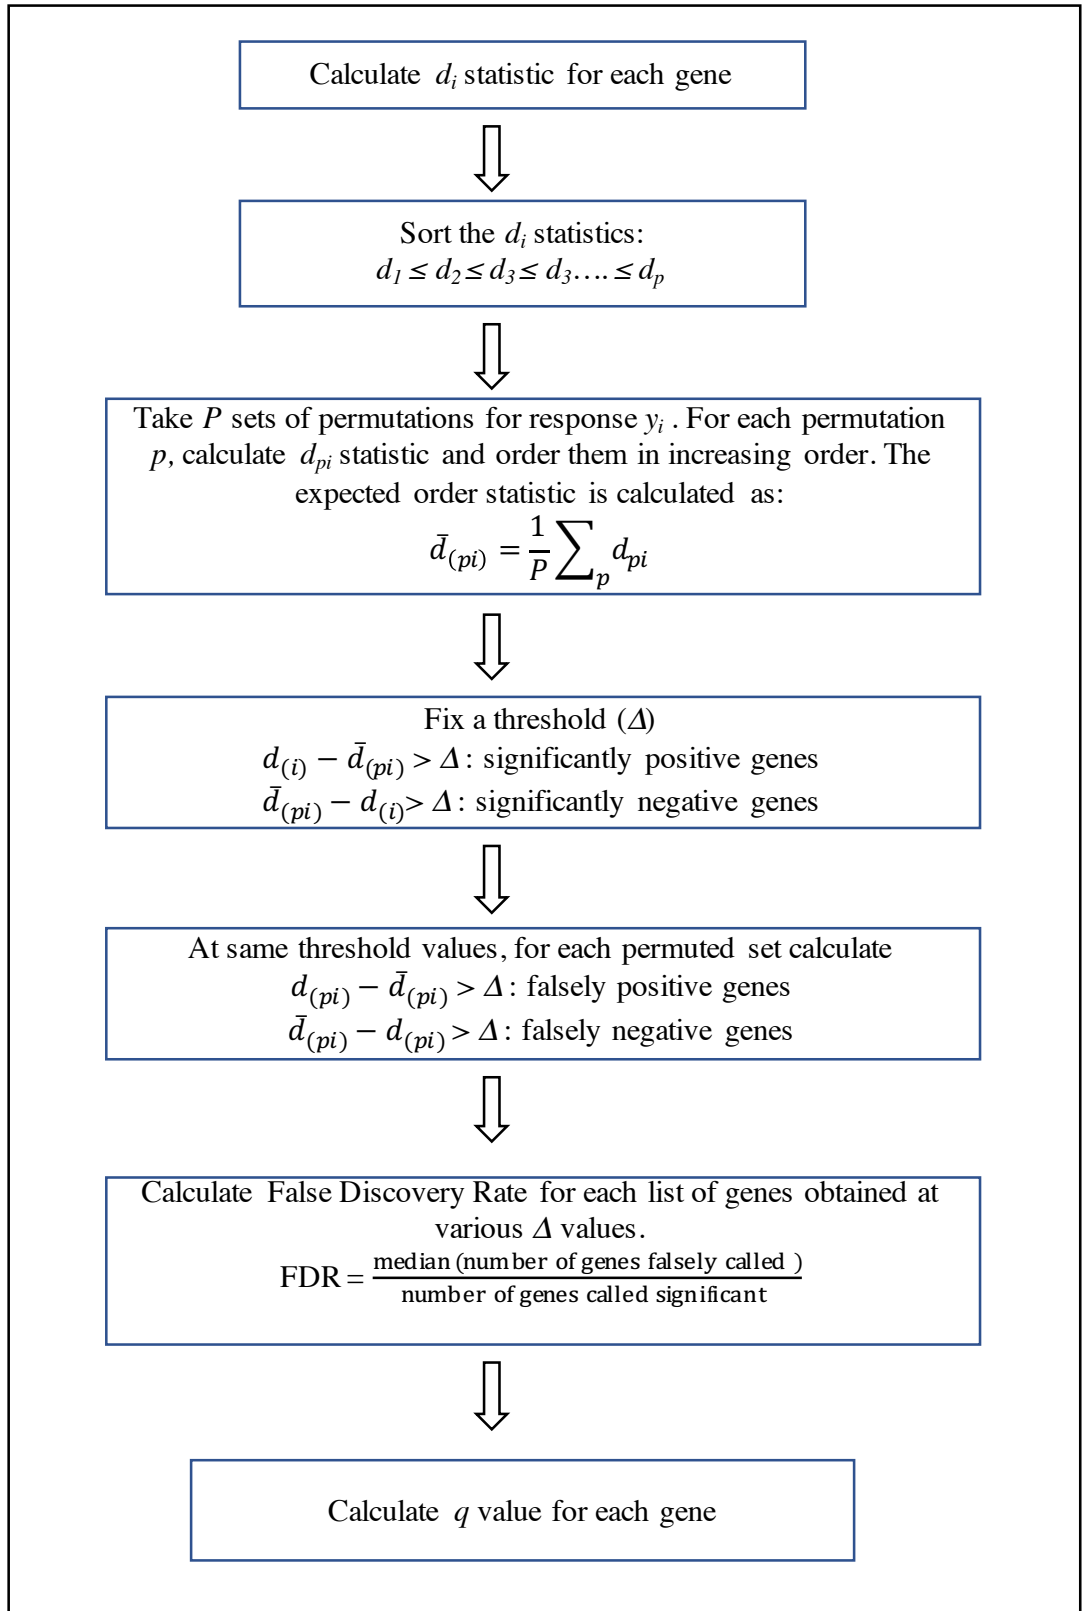 Calculate d_i statistic for each gene
Sort the d_i statistics:
d_1 ≤ d_2 ≤ d_3 ≤ d_3…. ≤ d_p
Take P sets of permutations for response y_i . For each permutation
p, calculate d_pi statistic and order them in increasing order. The
expected order statistic is calculated as:
d̄_(pi) = 1/P ∑_p d_pi
Fix a threshold (Δ)
d_(i) − d̄_(pi) > Δ : significantly positive genes
d̄_(pi) − d_(i) > Δ : significantly negative genes
At same threshold values, for each permuted set calculate
d_(pi) − d̄_(pi) > Δ : falsely positive genes
d̄_(pi) − d_(pi) > Δ : falsely negative genes
Calculate False Discovery Rate for each list of genes obtained at
various Δ values.
FDR = median (number of genes falsely called ) / number of genes called significant
Calculate q value for each gene